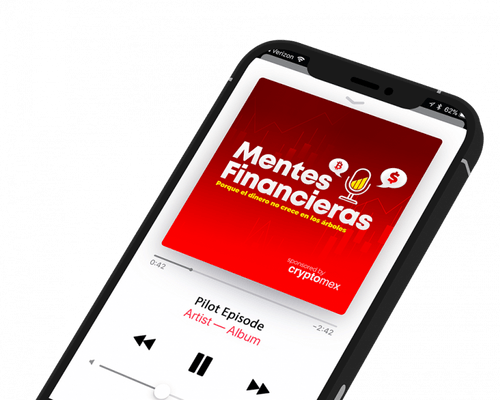 Verizon
62%
Mentes
Financieras
Porque el dinero no crece en los árboles
sponsored by
cryptomex
0:42
−2:42
Pilot Episode
Artist — Album